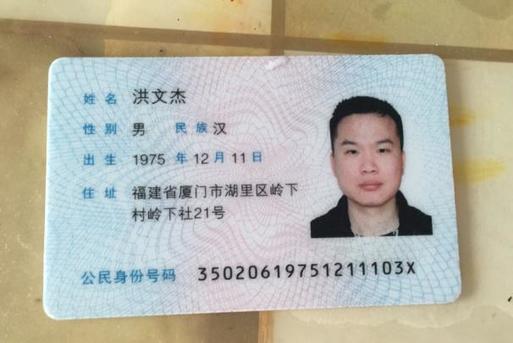 姓名 洪文杰
性别 男 民族 汉
出生 1975 年 12 月 11 日
住址 福建省厦门市湖里区岭下
村岭下社21号
公民身份号码 35020619751211103X